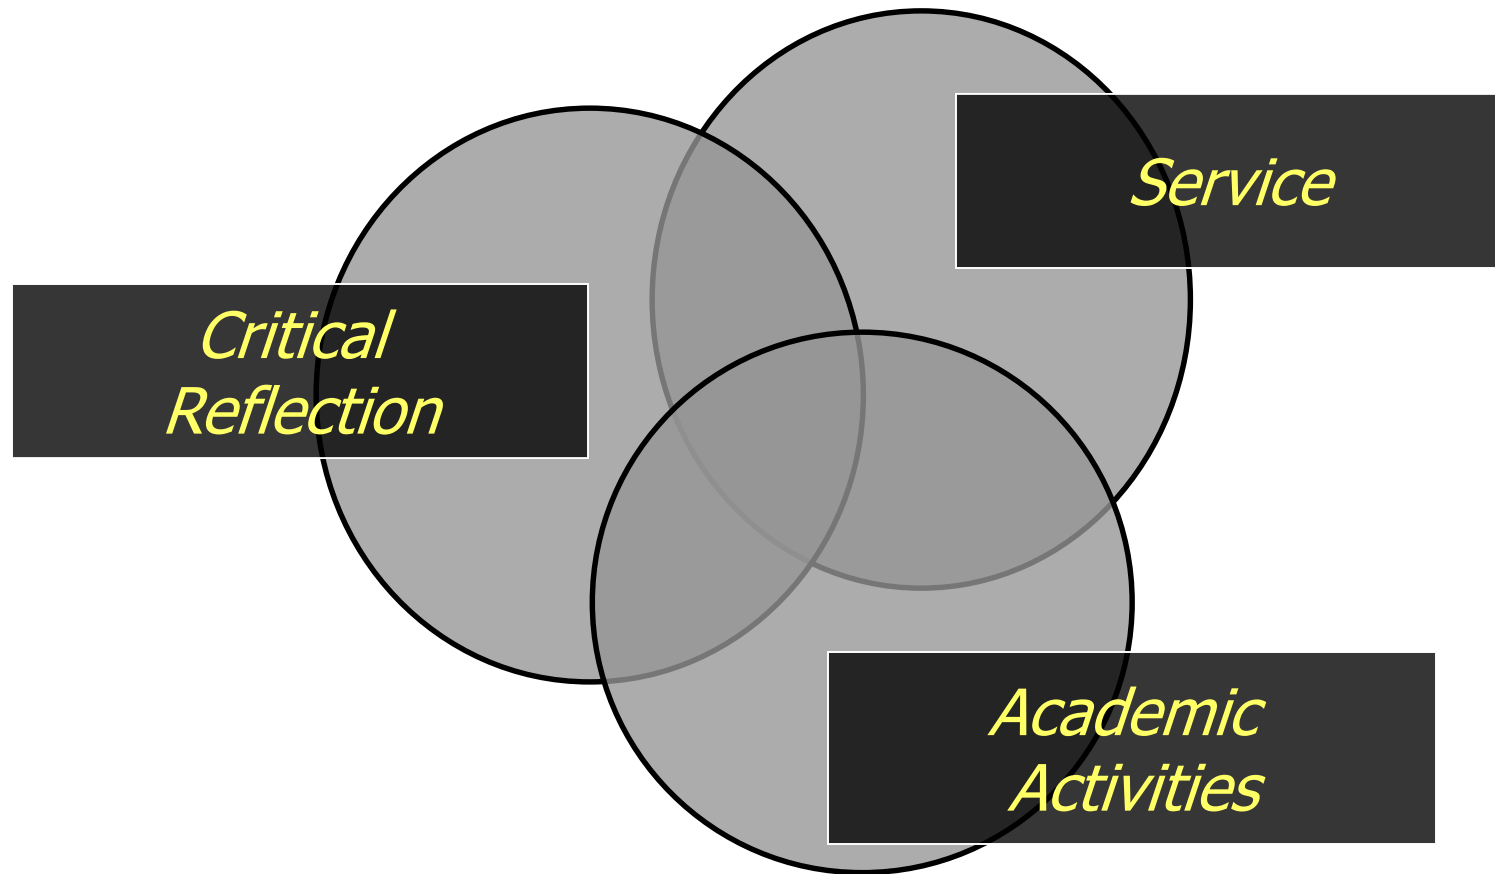 Service
Critical
Reflection
Academic
Activities